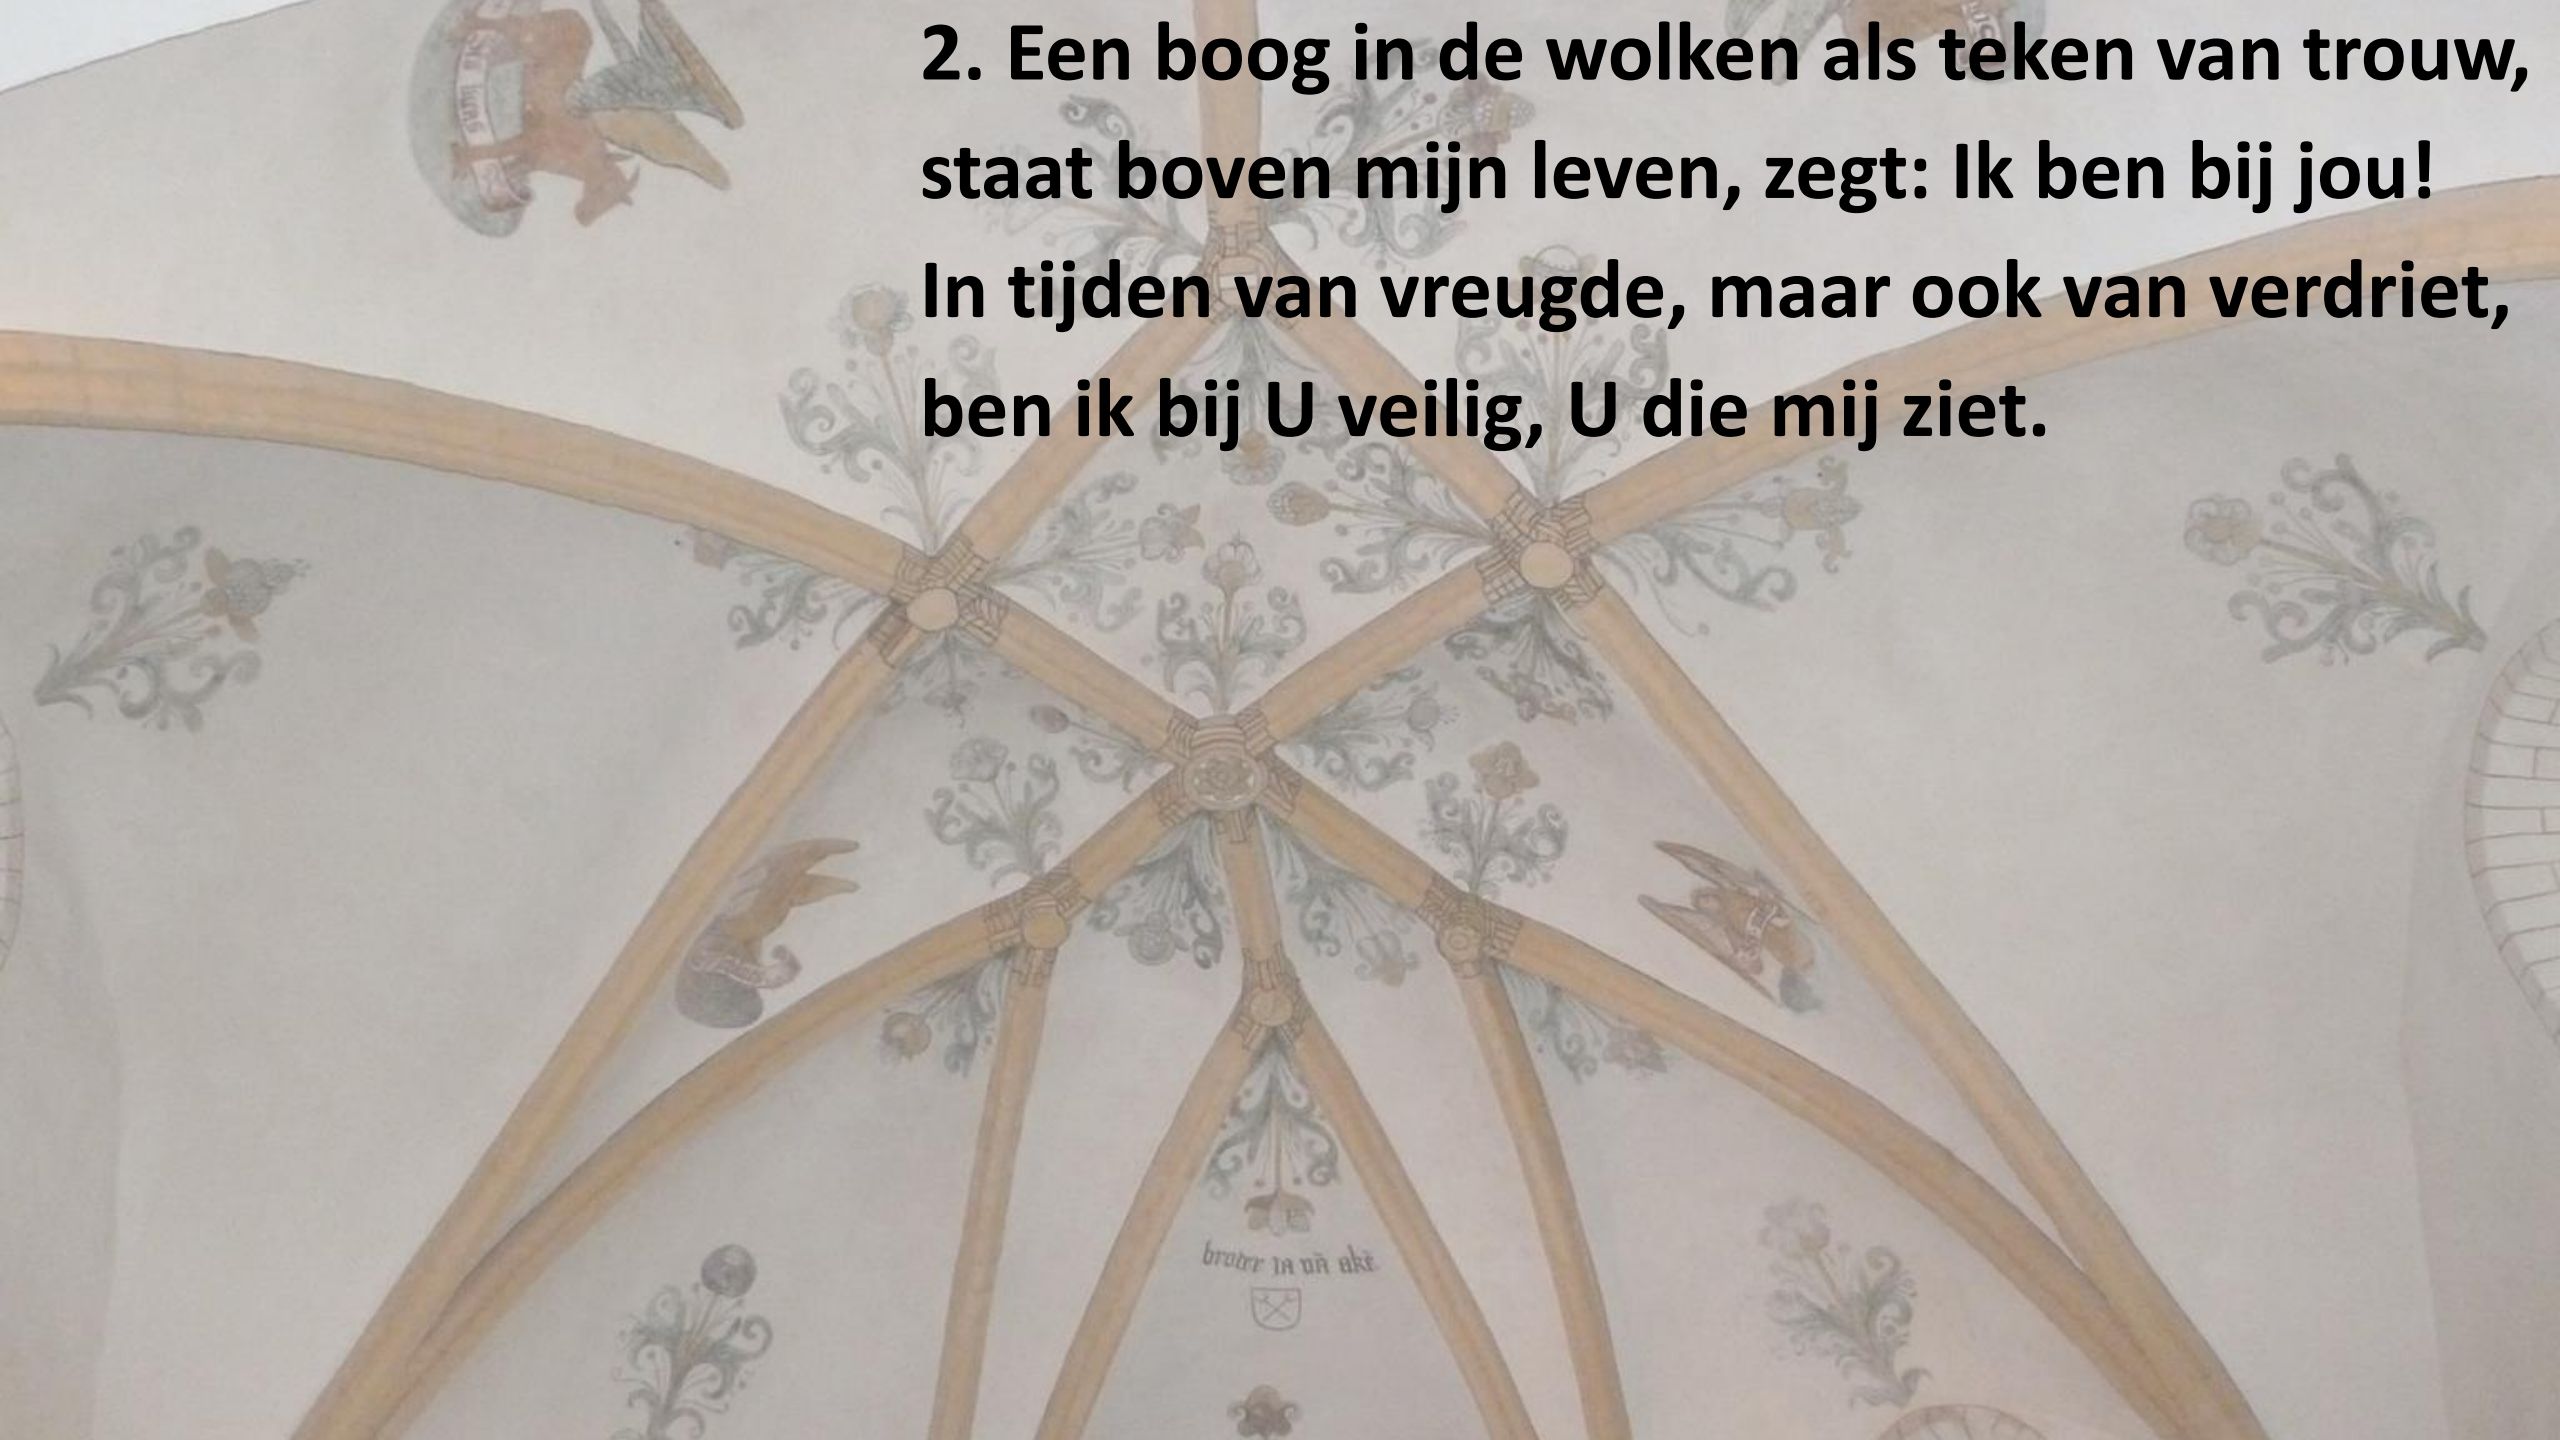 2. Een boog in de wolken als teken van trouw,
staat boven mijn leven, zegt: Ik ben bij jou!
In tijden van vreugde, maar ook van verdriet,
ben ik bij U veilig, U die mij ziet.